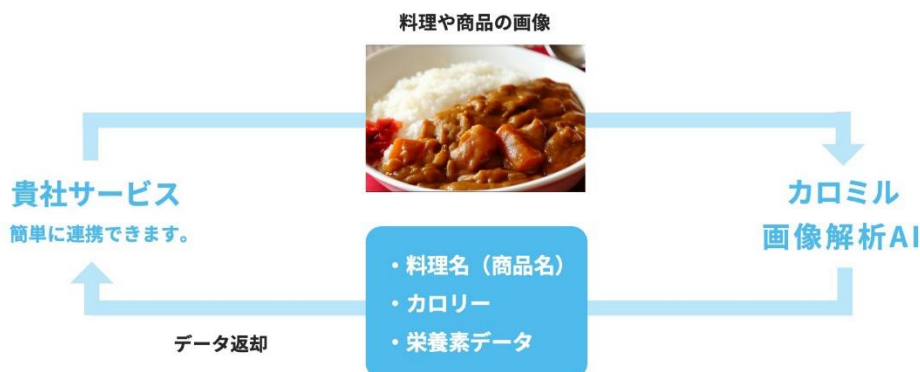 料理や商品の画像
貴社サービス
簡単に連携できます。
カロミル
画像解析AI
・料理名（商品名）
・カロリー
・栄養素データ
データ返却